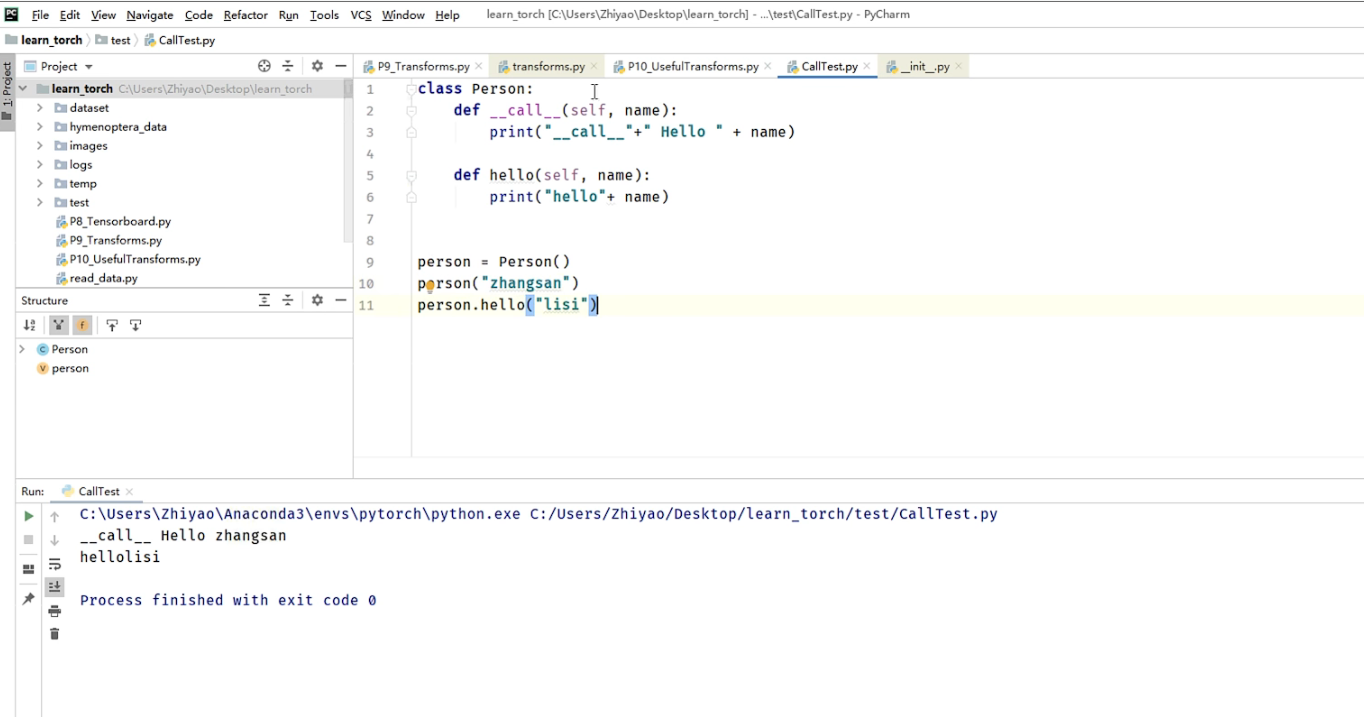 PC File Edit View Navigate Code Refactor Run Tools VCS Window Help learn_torch [C:\Users\Zhiyao\Desktop\learn_torch] - ...\test\CallTest.py - PyCharm
learn_torch test CallTest.py
1: Project
Project
P9_Transforms.py transforms.py P10_UsefulTransforms.py CallTest.py __init__.py
learn_torch C:\Users\Zhiyao\Desktop\learn_torch
dataset
hymenoptera_data
images
logs
temp
test
P8_Tensorboard.py
P9_Transforms.py
P10_UsefulTransforms.py
read_data.py
Structure
Person
person
1 class Person:
2 def __call__(self, name):
3 print("__call__"+" Hello " + name)
4
5 def hello(self, name):
6 print("hello"+ name)
7
8
9 person = Person()
10 person("zhangsan")
11 person.hello("lisi")
Run: CallTest
C:\Users\Zhiyao\Anaconda3\envs\pytorch\python.exe C:/Users/Zhiyao/Desktop/learn_torch/test/CallTest.py
__call__ Hello zhangsan
hellolisi
Process finished with exit code 0